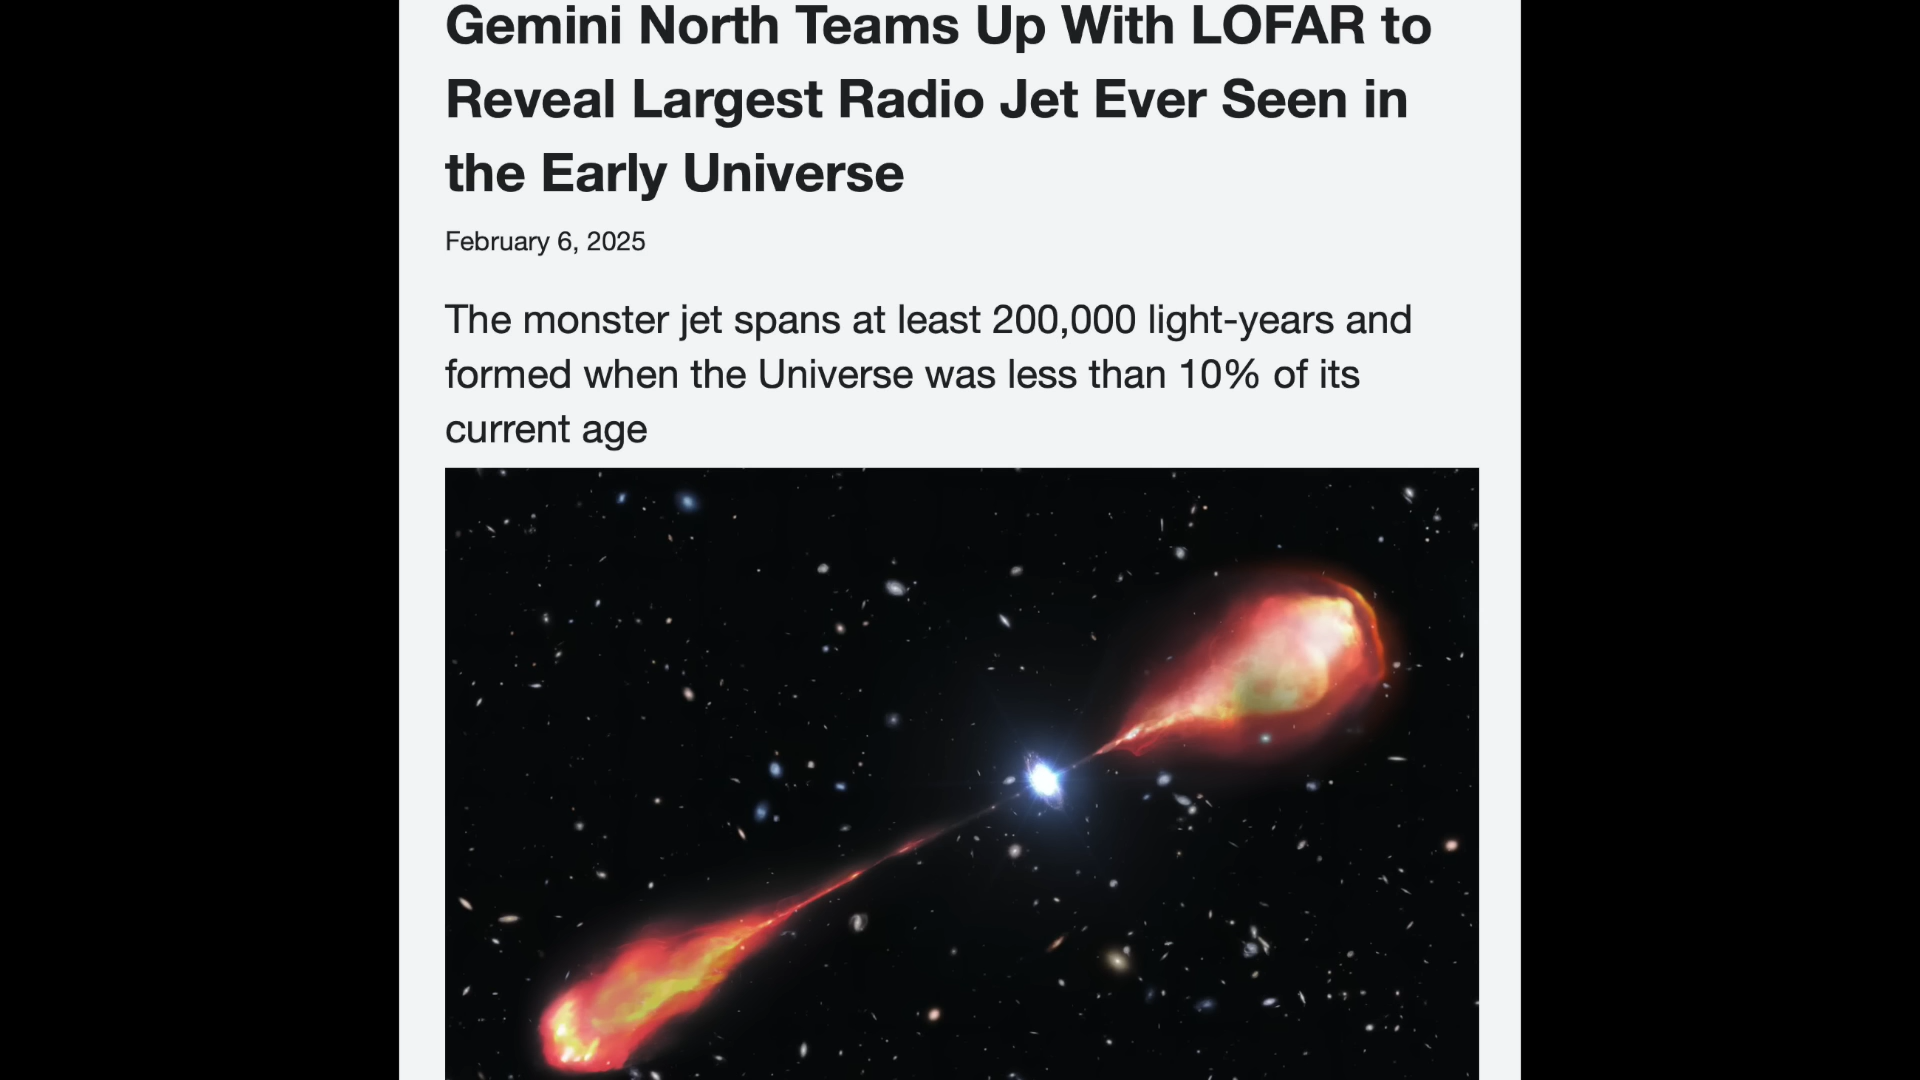 Gemini North Teams Up With LOFAR to
Reveal Largest Radio Jet Ever Seen in
the Early Universe
February 6, 2025
The monster jet spans at least 200,000 light-years and
formed when the Universe was less than 10% of its
current age